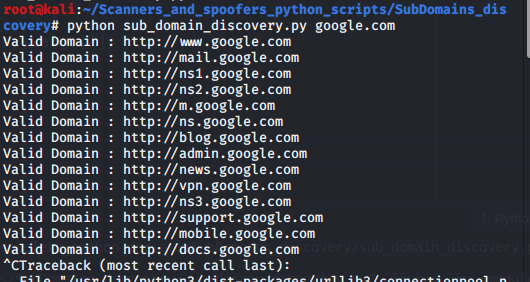 root@kali:~/Scanners_and_spoofers_python_scripts/SubDomains_dis
covery# python sub_domain_discovery.py google.com
Valid Domain : http://www.google.com
Valid Domain : http://mail.google.com
Valid Domain : http://ns1.google.com
Valid Domain : http://ns2.google.com
Valid Domain : http://m.google.com
Valid Domain : http://ns.google.com
Valid Domain : http://blog.google.com
Valid Domain : http://admin.google.com
Valid Domain : http://news.google.com
Valid Domain : http://vpn.google.com
Valid Domain : http://ns3.google.com
Valid Domain : http://support.google.com
Valid Domain : http://mobile.google.com
Valid Domain : http://docs.google.com
^CTraceback (most recent call last):
File "/usr/lib/python3/dist-packages/urllib3/connectionpool.p